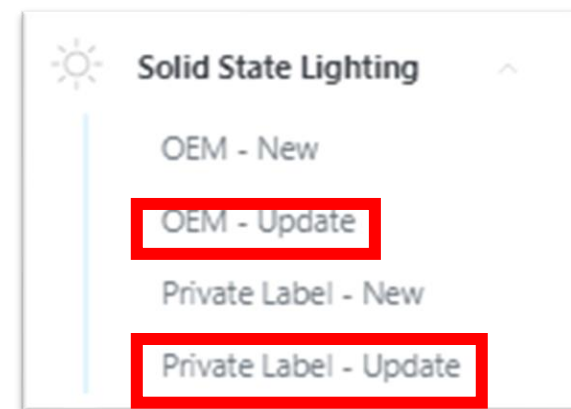 Solid State Lighting
OEM - New
OEM - Update
Private Label - New
Private Label - Update